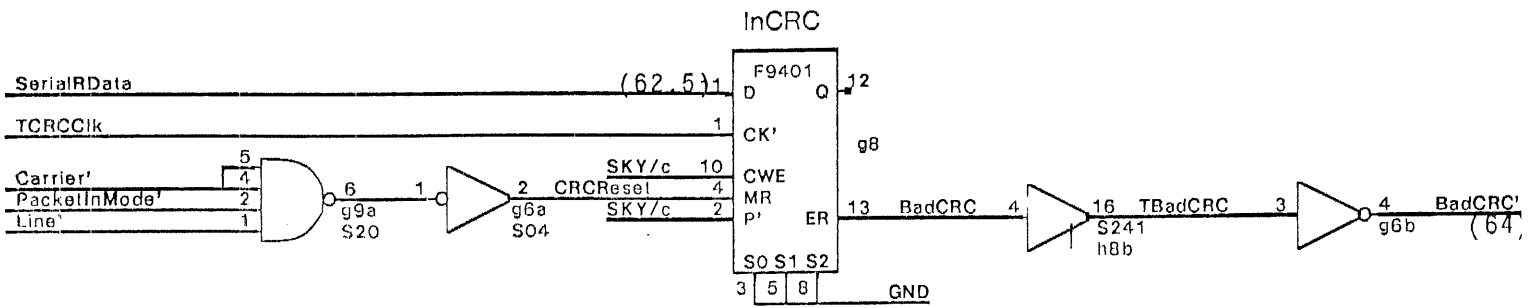 InCRC
F9401
SerialRData (62.5) 11 D Q 12
TCRCClk 1 CK' g8
5
SKY/c 10 CWE
Carrier' 4 6 1 2 CRCReset 4 MR
PacketInMode' 2 g9a g6a SKY/c 2 P' ER 13 BadCRC 4 16 TBadCRC 3 4 BadCRC'
Line' 1 S20 S04 S241 g6b (64)
h8b
S0 S1 S2
3 5 8 GND